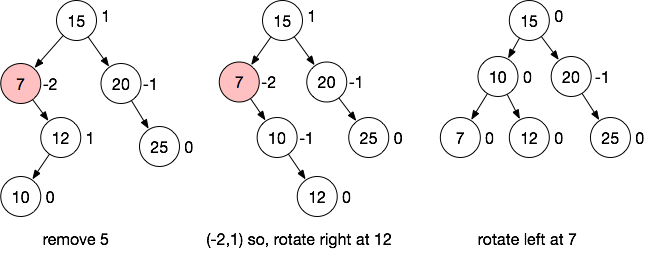 15 1
7 -2 20 -1
12 1 25 0
10 0
remove 5
15 1
7 -2 20 -1
10 -1 25 0
12 0
(-2,1) so, rotate right at 12
15 0
10 0 20 -1
7 0 12 0 25 0
rotate left at 7